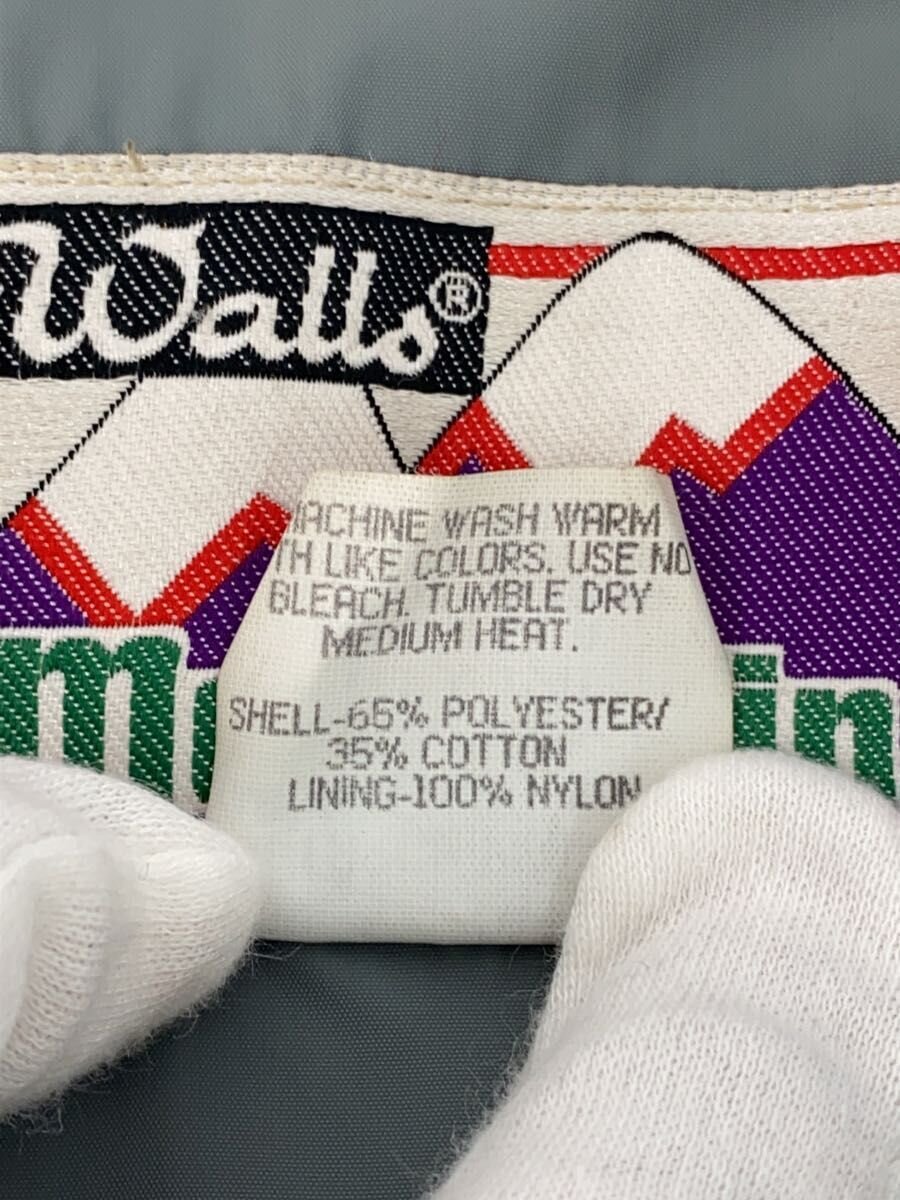 Walls®
MACHINE WASH WARM
TH LIKE COLORS. USE NO
BLEACH. TUMBLE DRY
MEDIUM HEAT.
SHELL-65% POLYESTER/
35% COTTON
LINING-100% NYLON